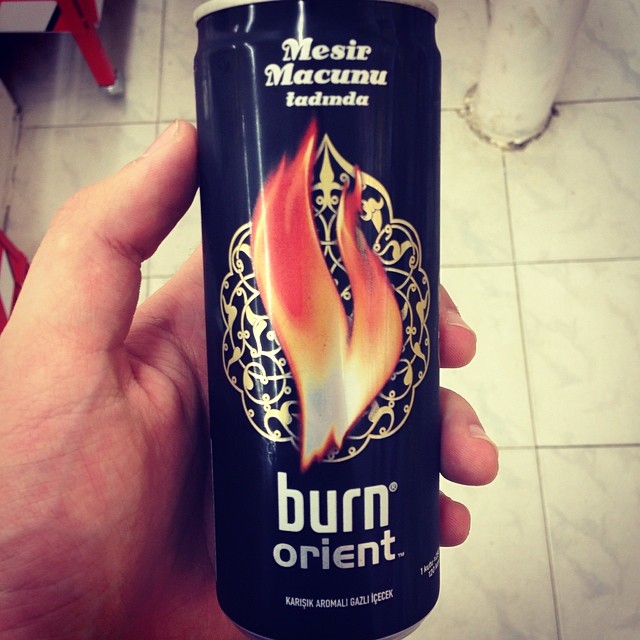 Mesir
Macunu
tadında
burn®
orient™
KARIŞIK AROMALI GAZLI İÇECEK